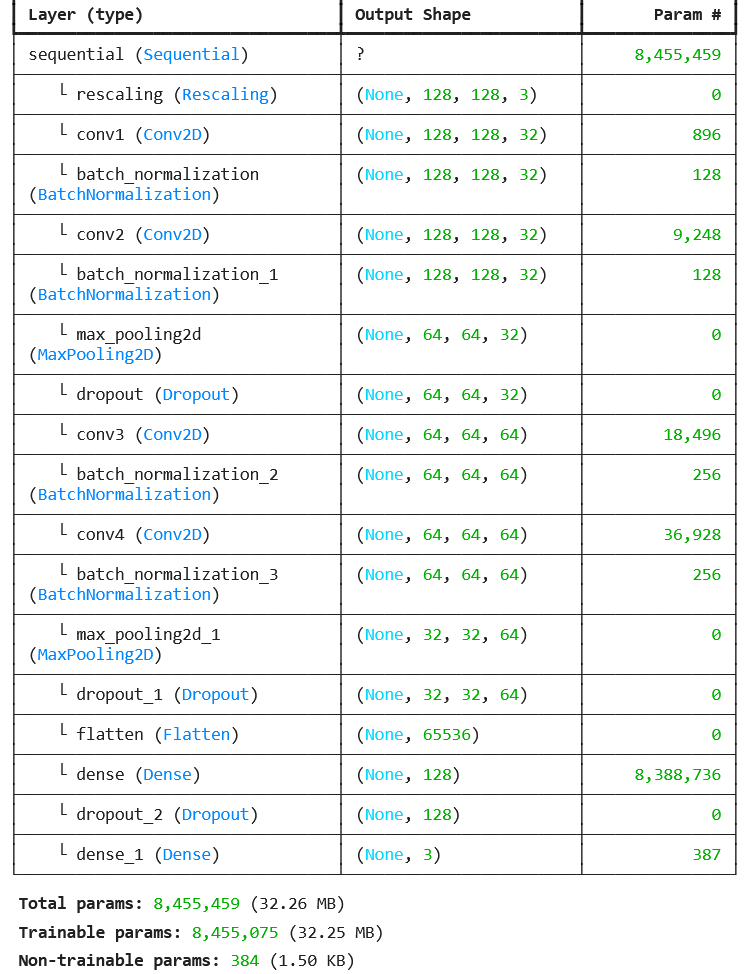 Layer (type) Output Shape Param #
sequential (Sequential) ? 8,455,459
└ rescaling (Rescaling) (None, 128, 128, 3) 0
└ conv1 (Conv2D) (None, 128, 128, 32) 896
└ batch_normalization (None, 128, 128, 32) 128
(BatchNormalization)
└ conv2 (Conv2D) (None, 128, 128, 32) 9,248
└ batch_normalization_1 (None, 128, 128, 32) 128
(BatchNormalization)
└ max_pooling2d (None, 64, 64, 32) 0
(MaxPooling2D)
└ dropout (Dropout) (None, 64, 64, 32) 0
└ conv3 (Conv2D) (None, 64, 64, 64) 18,496
└ batch_normalization_2 (None, 64, 64, 64) 256
(BatchNormalization)
└ conv4 (Conv2D) (None, 64, 64, 64) 36,928
└ batch_normalization_3 (None, 64, 64, 64) 256
(BatchNormalization)
└ max_pooling2d_1 (None, 32, 32, 64) 0
(MaxPooling2D)
└ dropout_1 (Dropout) (None, 32, 32, 64) 0
└ flatten (Flatten) (None, 65536) 0
└ dense (Dense) (None, 128) 8,388,736
└ dropout_2 (Dropout) (None, 128) 0
└ dense_1 (Dense) (None, 3) 387
Total params: 8,455,459 (32.26 MB)
Trainable params: 8,455,075 (32.25 MB)
Non-trainable params: 384 (1.50 KB)